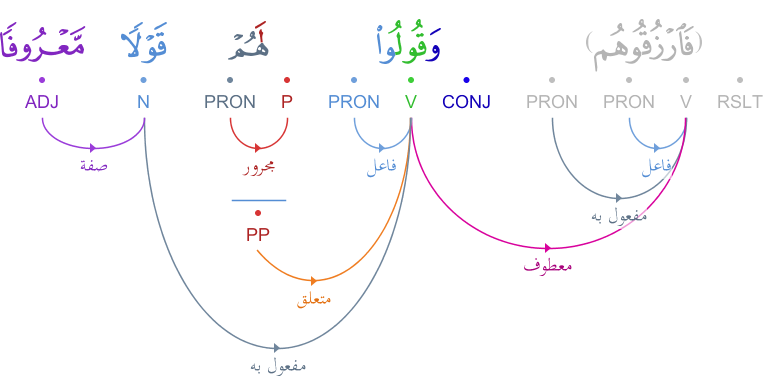 (فَٱرۡزُقُوهُم) وَقُولُوا۟ لَهُمۡ قَوۡلٗا مَّعۡرُوفٗا
RSLT V PRON PRON CONJ V PRON P PRON N ADJ
فاعل فاعل مجرور صفة
مفعول به
PP
معطوف
متعلق
مفعول به